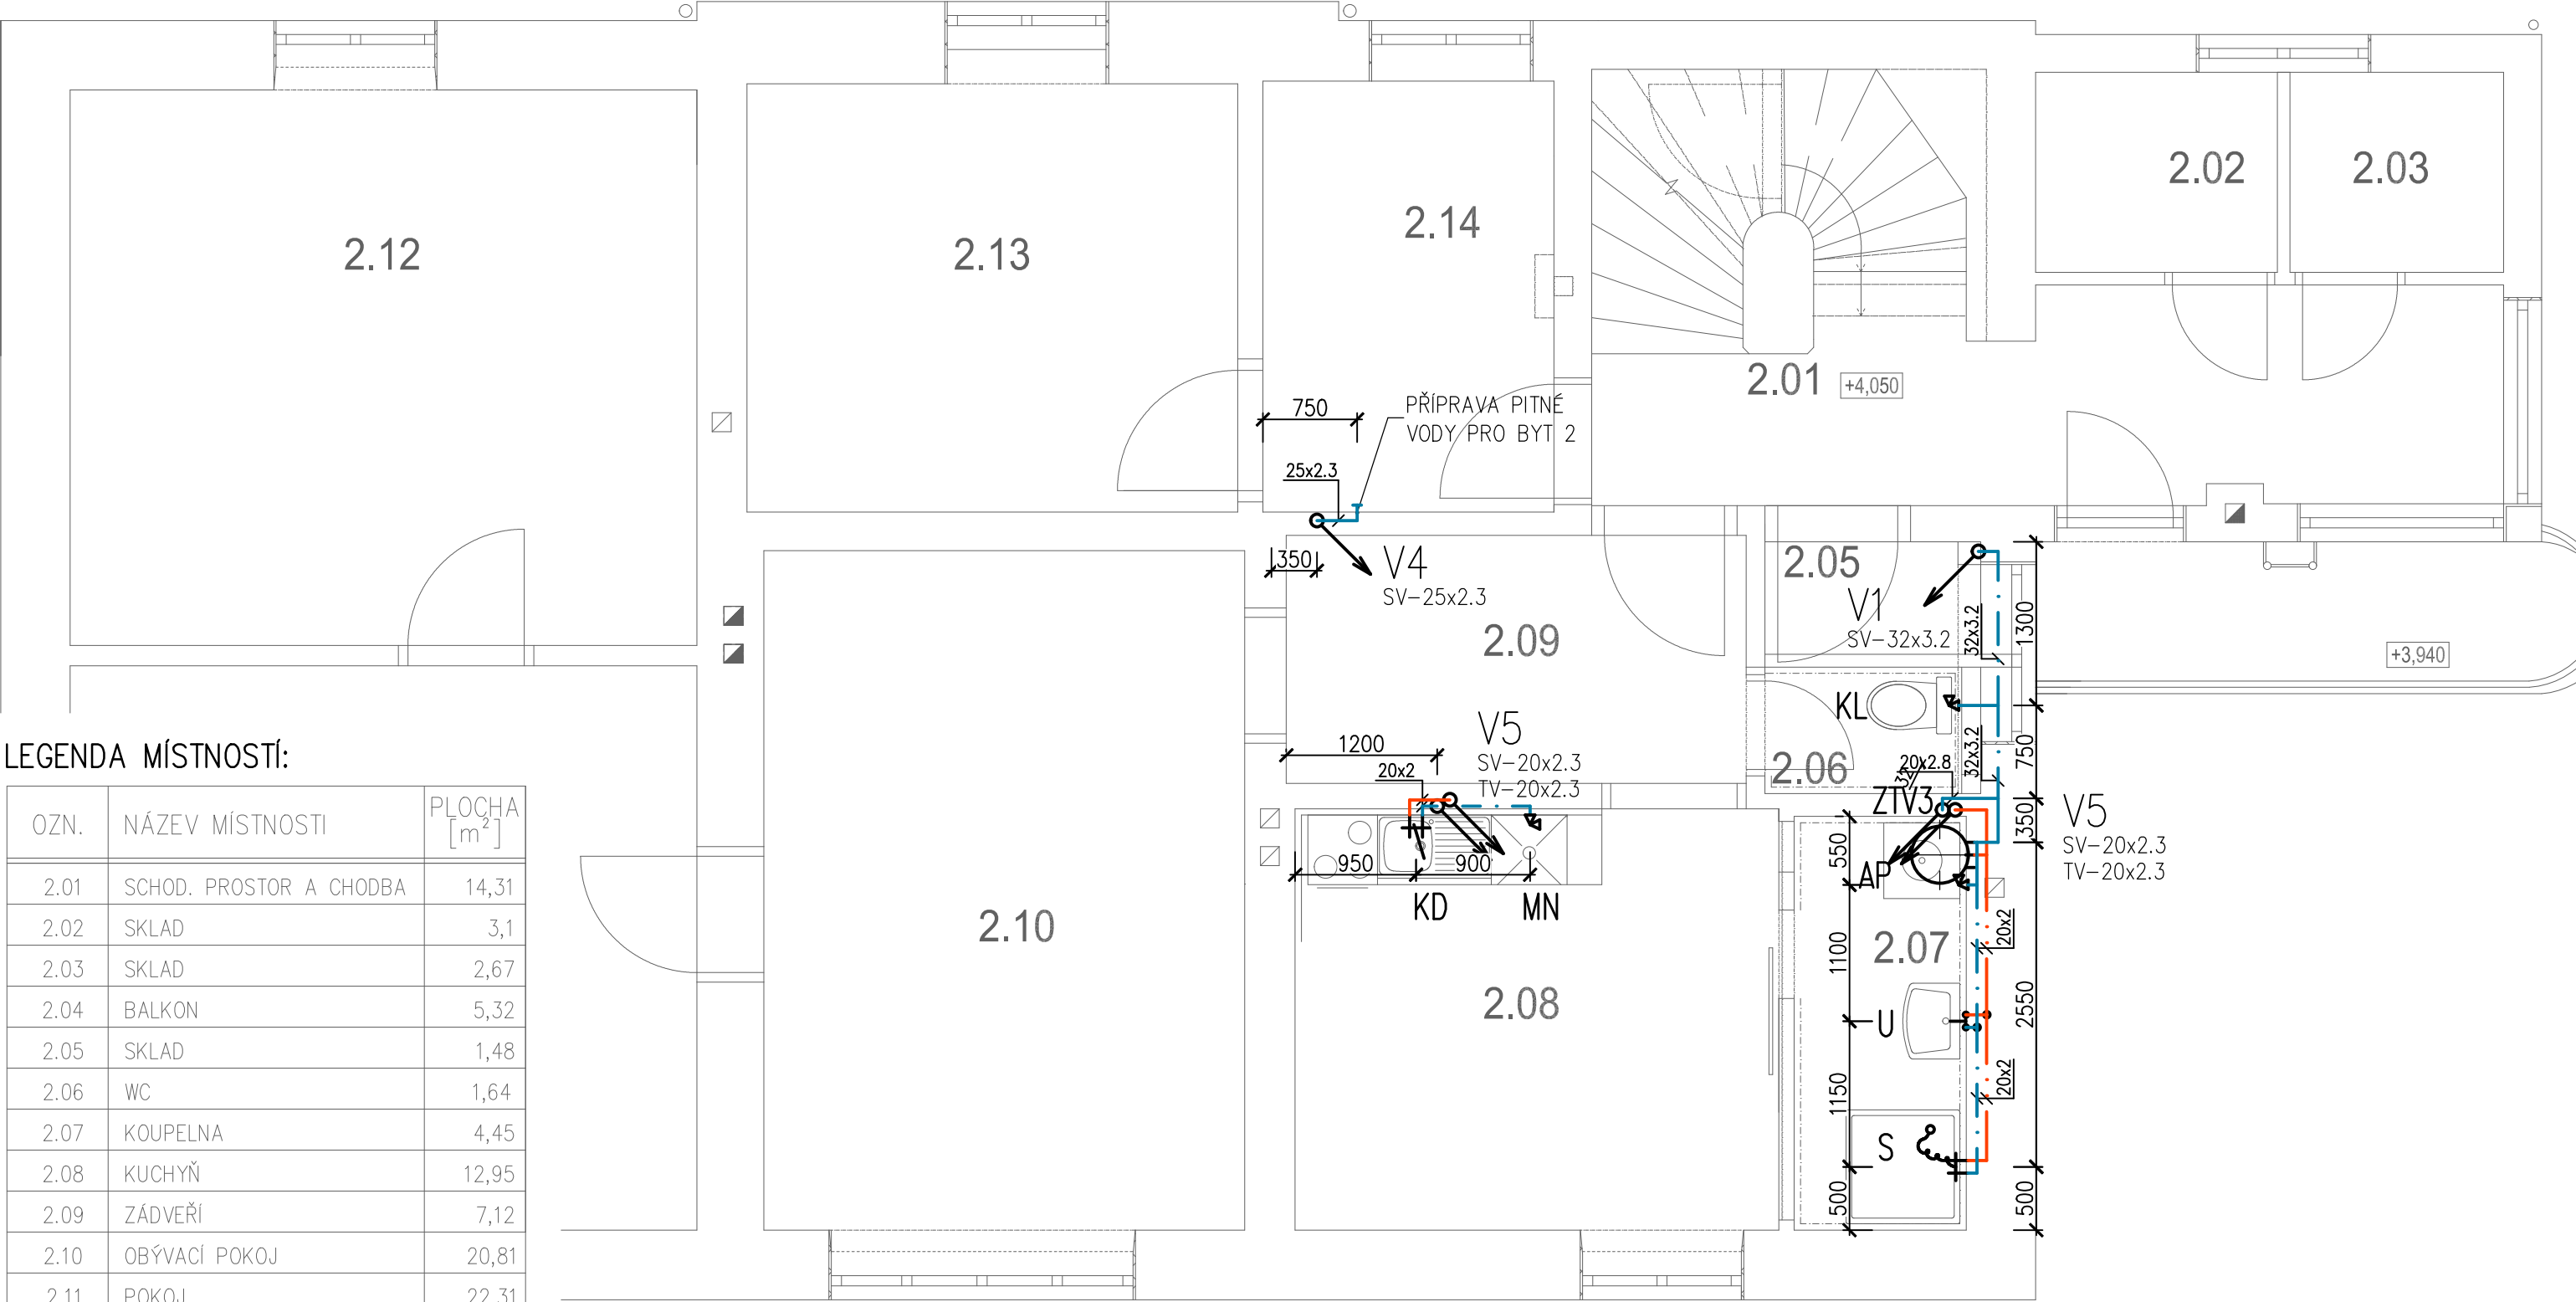 2.12
2.13
2.14
2.02
2.03
2.01
+4,050
750
PŘÍPRAVA PITNÉ
VODY PRO BYT 2
25x2.3
350
V4
SV-25x2.3
2.05
V1
SV-32x3.2
32x3.2
1300
+3,940
2.09
KL
2.06
20x2.8
32x3.2
750
1200
20x2
V5
SV-20x2.3
TV-20x2.3
ZTV3
350
V5
SV-20x2.3
TV-20x2.3
550
AP
950
900
KD
MN
2.10
2.08
2.07
20x2
1100
U
2550
20x2
1150
S
500
500
LEGENDA MÍSTNOSTÍ:
OZN. NÁZEV MÍSTNOSTI PLOCHA
[m²]
2.01 SCHOD. PROSTOR A CHODBA 14,31
2.02 SKLAD 3,1
2.03 SKLAD 2,67
2.04 BALKON 5,32
2.05 SKLAD 1,48
2.06 WC 1,64
2.07 KOUPELNA 4,45
2.08 KUCHYŇ 12,95
2.09 ZÁDVEŘÍ 7,12
2.10 OBÝVACÍ POKOJ 20,81
2.11 POKOJ 22,31